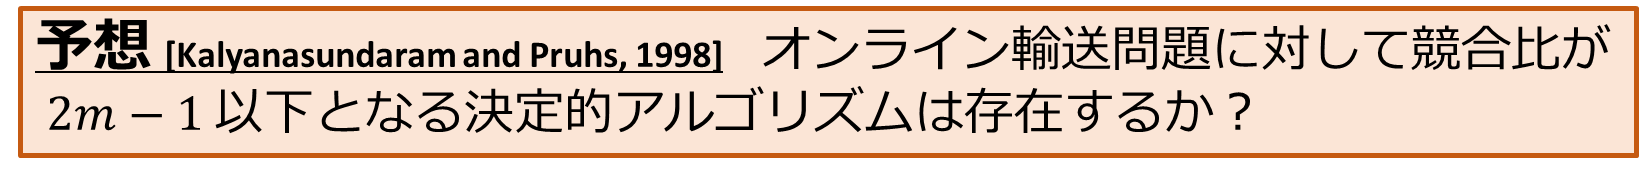 予想 [Kalyanasundaram and Pruhs, 1998] オンライン輸送問題に対して競合比が
2m − 1 以下となる決定的アルゴリズムは存在するか？